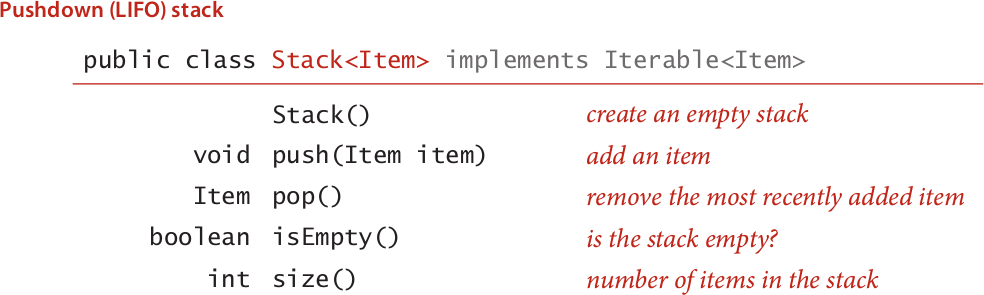 Pushdown (LIFO) stack
public class Stack<Item> implements Iterable<Item>
Stack() create an empty stack
void push(Item item) add an item
Item pop() remove the most recently added item
boolean isEmpty() is the stack empty?
int size() number of items in the stack